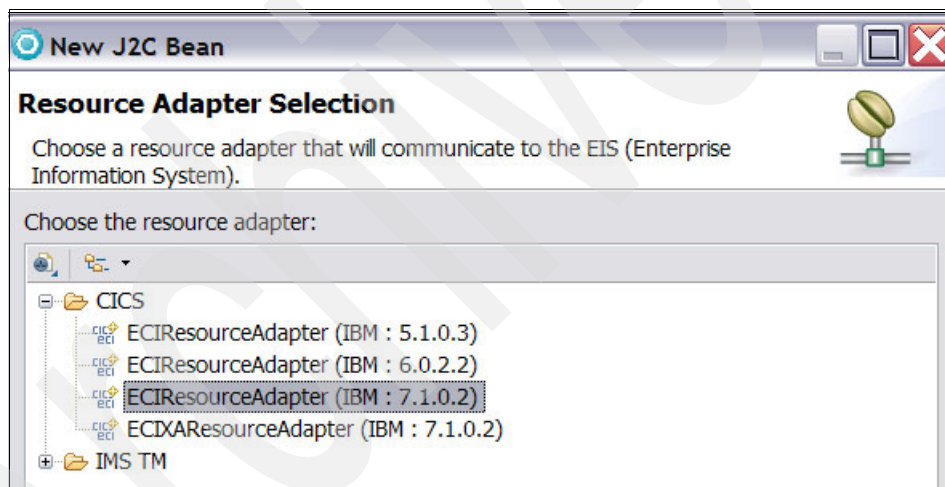 New J2C Bean
Resource Adapter Selection
Choose a resource adapter that will communicate to the EIS (Enterprise
Information System).
Choose the resource adapter:
CICS
ECIResourceAdapter (IBM : 5.1.0.3)
ECIResourceAdapter (IBM : 6.0.2.2)
ECIResourceAdapter (IBM : 7.1.0.2)
ECIXAResourceAdapter (IBM : 7.1.0.2)
IMS TM